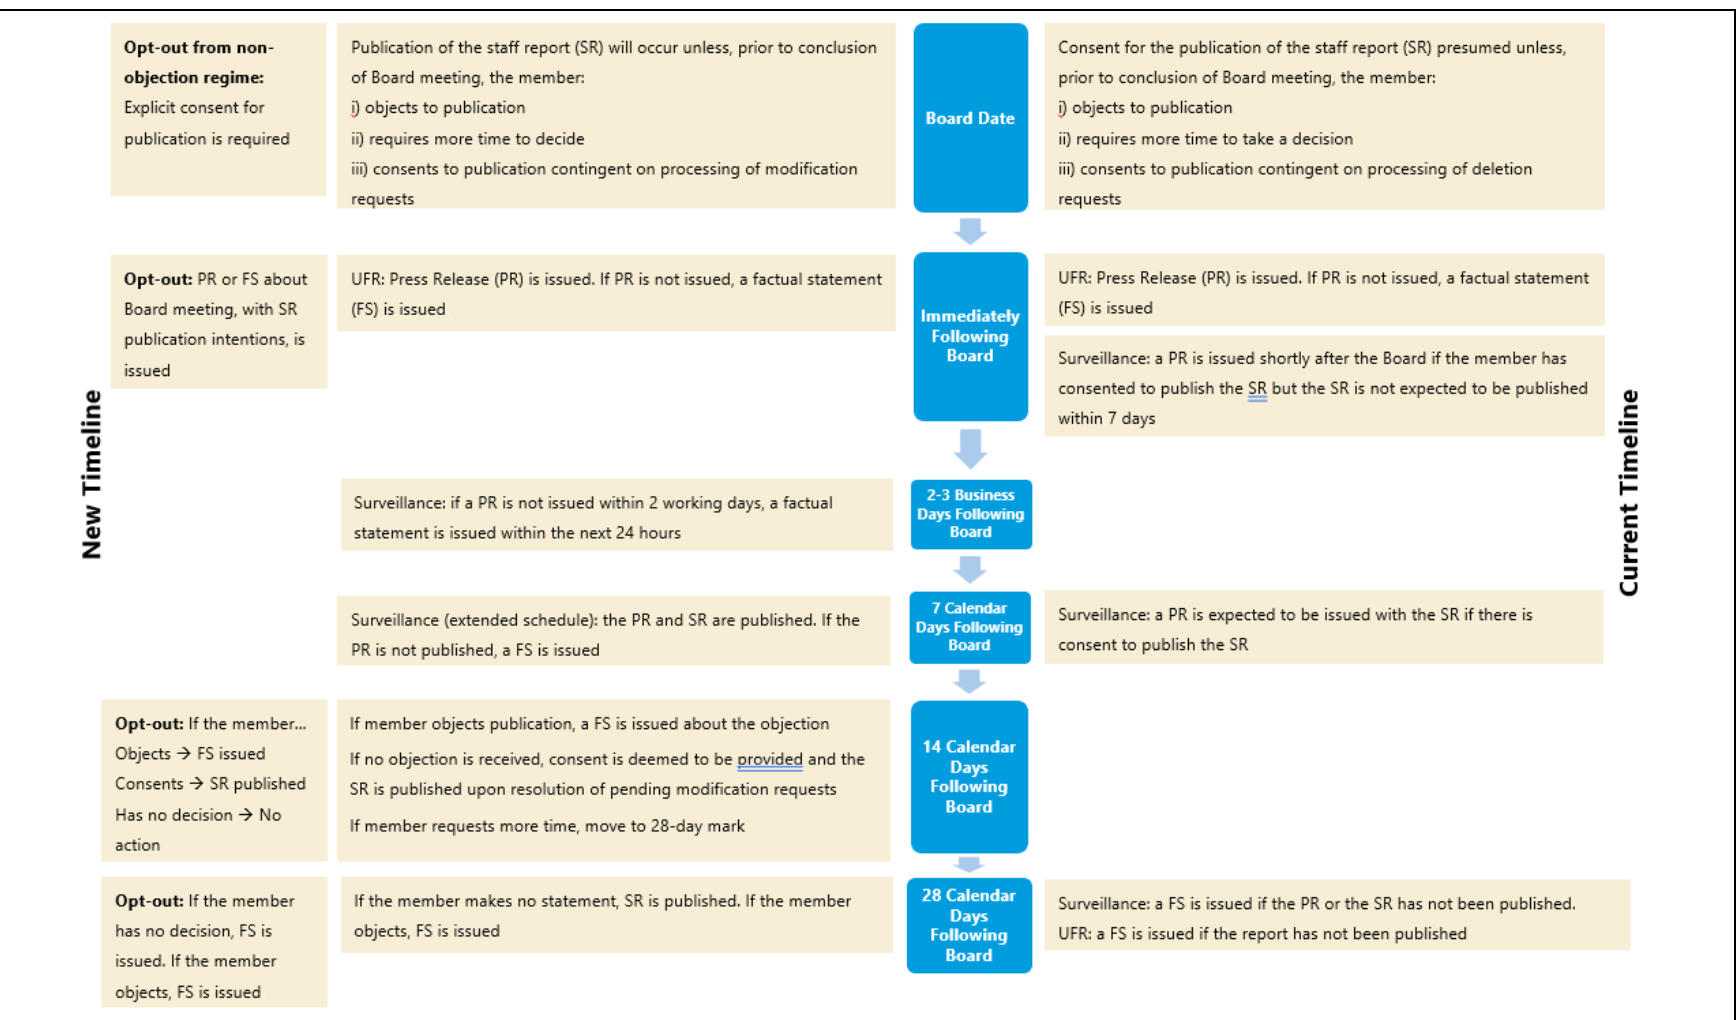 New Timeline
Opt-out from non-
objection regime:
Explicit consent for
publication is required
Publication of the staff report (SR) will occur unless, prior to conclusion
of Board meeting, the member:
i) objects to publication
ii) requires more time to decide
iii) consents to publication contingent on processing of modification
requests
Board Date
Consent for the publication of the staff report (SR) presumed unless,
prior to conclusion of Board meeting, the member:
i) objects to publication
ii) requires more time to take a decision
iii) consents to publication contingent on processing of deletion
requests
Opt-out: PR or FS about
Board meeting, with SR
publication intentions, is
issued
UFR: Press Release (PR) is issued. If PR is not issued, a factual statement
(FS) is issued
Immediately
Following
Board
UFR: Press Release (PR) is issued. If PR is not issued, a factual statement
(FS) is issued
Surveillance: a PR is issued shortly after the Board if the member has
consented to publish the SR but the SR is not expected to be published
within 7 days
Surveillance: if a PR is not issued within 2 working days, a factual
statement is issued within the next 24 hours
2-3 Business
Days Following
Board
Surveillance (extended schedule): the PR and SR are published. If the
PR is not published, a FS is issued
7 Calendar
Days Following
Board
Surveillance: a PR is expected to be issued with the SR if there is
consent to publish the SR
Opt-out: If the member...
Objects → FS issued
Consents → SR published
Has no decision → No
action
If member objects publication, a FS is issued about the objection
If no objection is received, consent is deemed to be provided and the
SR is published upon resolution of pending modification requests
If member requests more time, move to 28-day mark
14 Calendar
Days
Following
Board
Opt-out: If the member
has no decision, FS is
issued. If the member
objects, FS is issued
If the member makes no statement, SR is published. If the member
objects, FS is issued
28 Calendar
Days
Following
Board
Surveillance: a FS is issued if the PR or the SR has not been published.
UFR: a FS is issued if the report has not been published
Current Timeline